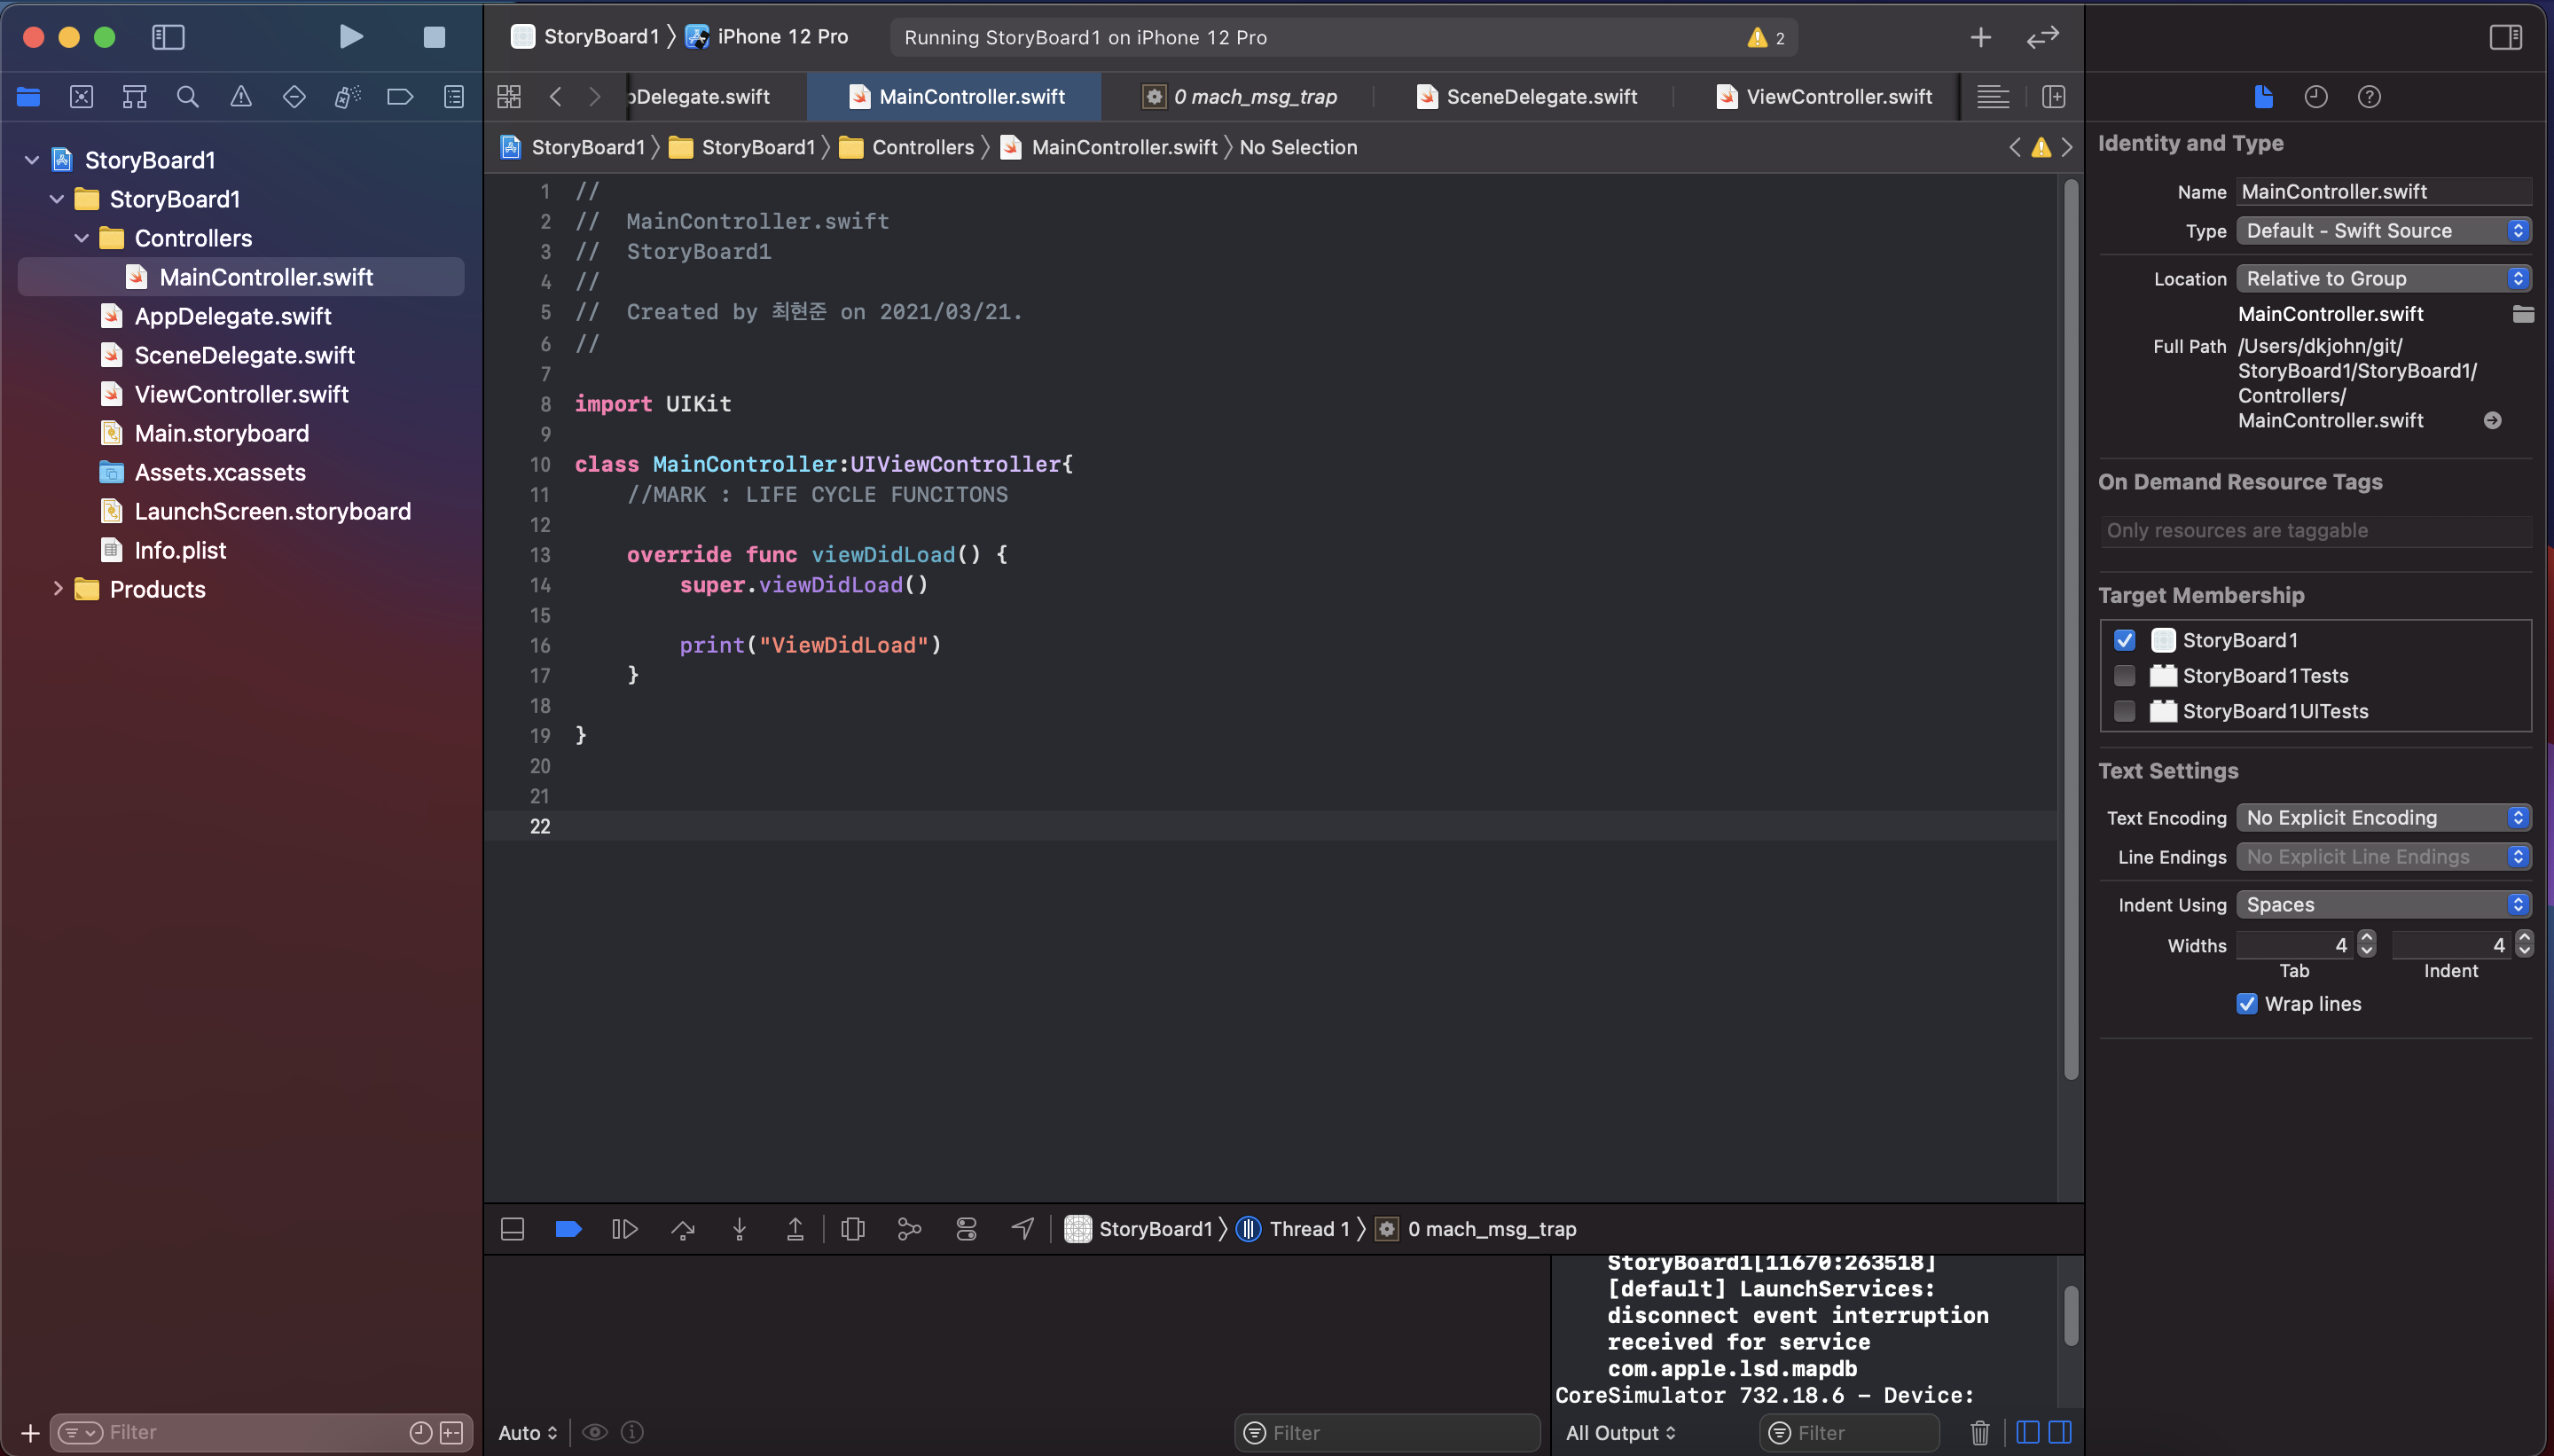 StoryBoard1 〉 iPhone 12 Pro
Running StoryBoard1 on iPhone 12 Pro
2
pDelegate.swift
MainController.swift
0 mach_msg_trap
SceneDelegate.swift
ViewController.swift
StoryBoard1 〉 StoryBoard1 〉 Controllers 〉 MainController.swift 〉 No Selection
StoryBoard1
StoryBoard1
Controllers
MainController.swift
AppDelegate.swift
SceneDelegate.swift
ViewController.swift
Main.storyboard
Assets.xcassets
LaunchScreen.storyboard
Info.plist
Products
Filter
1 //
2 //  MainController.swift
3 //  StoryBoard1
4 //
5 //  Created by 최현준 on 2021/03/21.
6 //
7
8 import UIKit
9
10 class MainController:UIViewController{
11     //MARK : LIFE CYCLE FUNCITONS
12
13     override func viewDidLoad() {
14         super.viewDidLoad()
15
16         print("ViewDidLoad")
17     }
18
19 }
20
21
22
StoryBoard1 〉 Thread 1 〉 0 mach_msg_trap
StoryBoard1[11670:263518]
[default] LaunchServices:
disconnect event interruption
received for service
com.apple.lsd.mapdb
CoreSimulator 732.18.6 - Device:
Auto
Filter
All Output
Filter
Identity and Type
Name MainController.swift
Type Default - Swift Source
Location Relative to Group
MainController.swift
Full Path /Users/dkjohn/git/
StoryBoard1/StoryBoard1/
Controllers/
MainController.swift
On Demand Resource Tags
Only resources are taggable
Target Membership
StoryBoard1
StoryBoard1Tests
StoryBoard1UITests
Text Settings
Text Encoding No Explicit Encoding
Line Endings No Explicit Line Endings
Indent Using Spaces
Widths 4 4
Tab Indent
Wrap lines